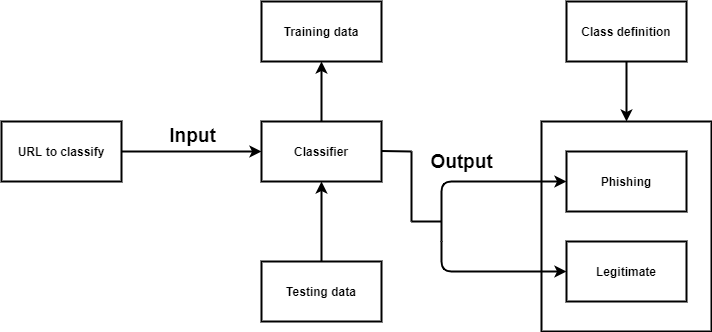 Training data
Class definition
URL to classify
Input
Classifier
Output
Phishing
Legitimate
Testing data